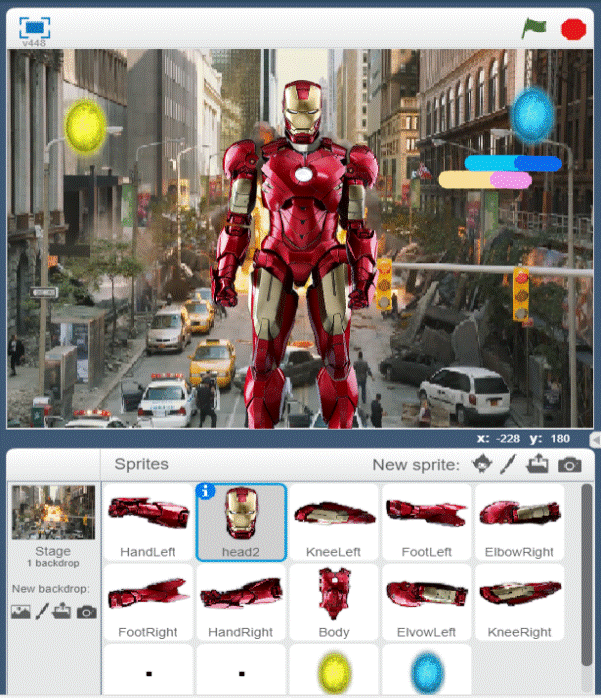 v448
x: -228 y: 180
Sprites
New sprite:
HandLeft
head2
KneeLeft
FootLeft
ElbowRight
Stage
1 backdrop
New backdrop:
FootRight
HandRight
Body
ElvowLeft
KneeRight